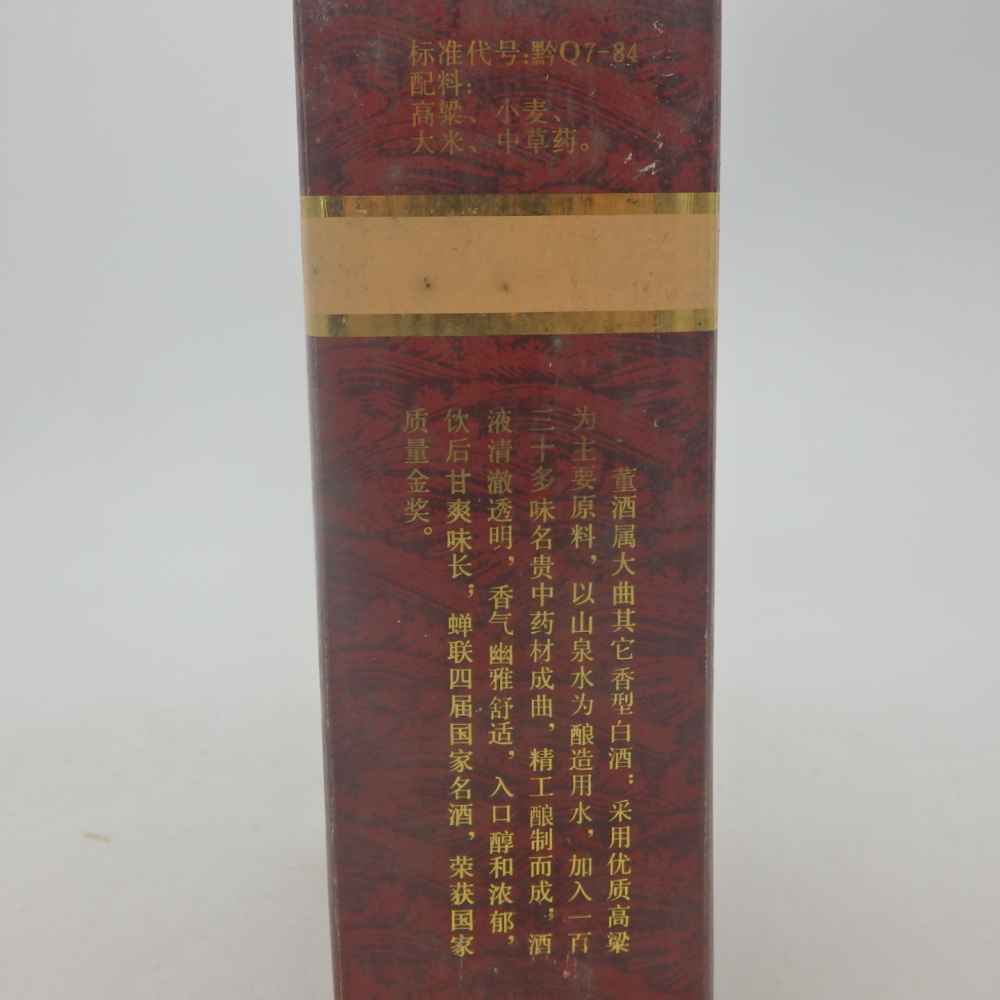 标准代号:黔Q7-84
配料:
高粱、小麦、
大米、中草药。
董酒属大曲其它香型白酒；采用优质高粱
为主要原料，以山泉水为酿造用水，加入一百
三十多味名贵中药材成曲，精工酿制而成，酒
液清澈透明，香气幽雅舒适，入口醇和浓郁，
饮后甘爽味长；蝉联四届国家名酒，荣获国家
质量金奖。